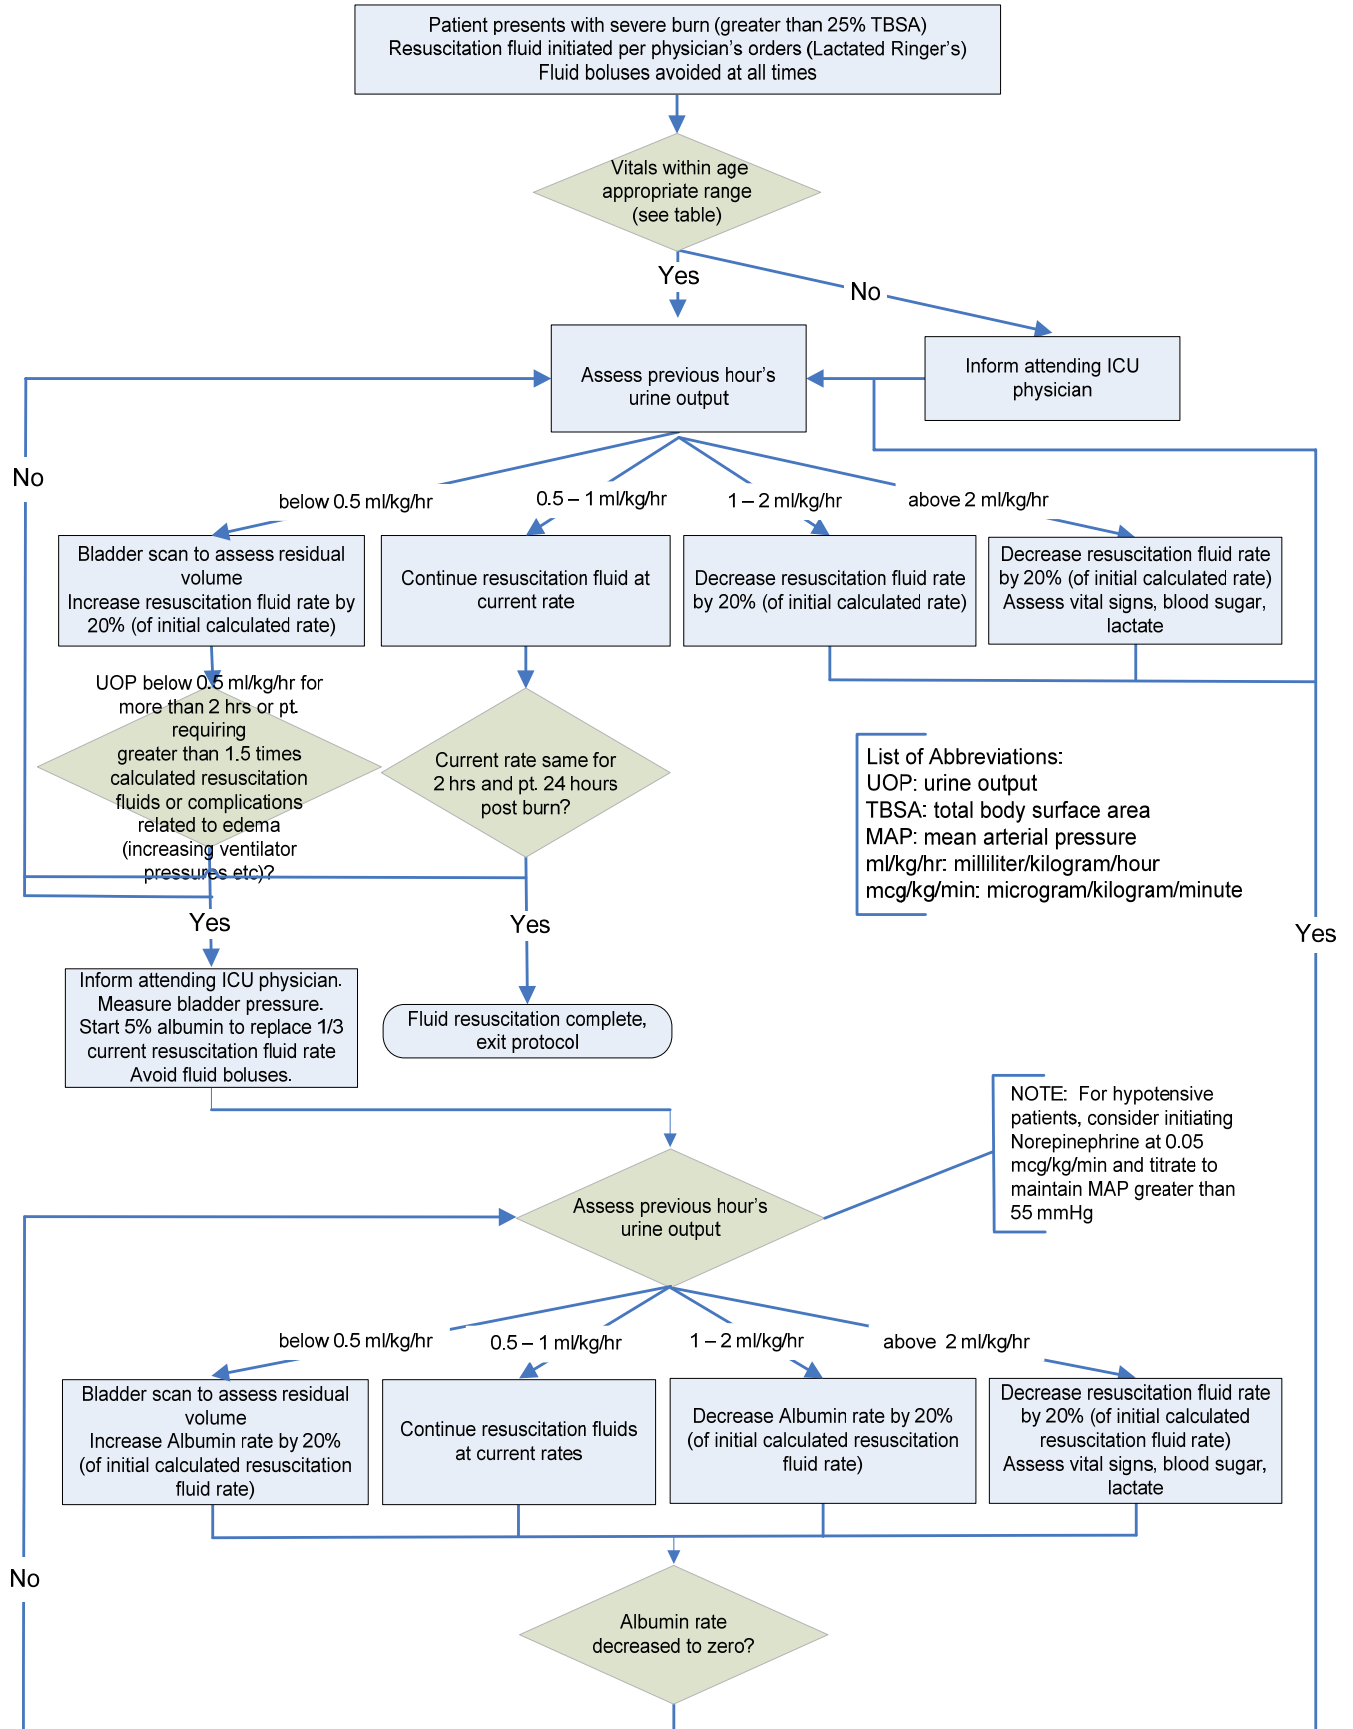 Patient presents with severe burn (greater than 25% TBSA)
Resuscitation fluid initiated per physician's orders (Lactated Ringer's)
Fluid boluses avoided at all times
Vitals within age
appropriate range
(see table)
Yes
No
Assess previous hour's
urine output
Inform attending ICU
physician
No
below 0.5 ml/kg/hr
0.5 – 1 ml/kg/hr
1 – 2 ml/kg/hr
above 2 ml/kg/hr
Bladder scan to assess residual
volume
Increase resuscitation fluid rate by
20% (of initial calculated rate)
Continue resuscitation fluid at
current rate
Decrease resuscitation fluid rate
by 20% (of initial calculated rate)
Decrease resuscitation fluid rate
by 20% (of initial calculated rate)
Assess vital signs, blood sugar,
lactate
UOP below 0.5 ml/kg/hr for
more than 2 hrs or pt.
requiring
greater than 1.5 times
calculated resuscitation
fluids or complications
related to edema
(increasing ventilator
pressures etc)?
Current rate same for
2 hrs and pt. 24 hours
post burn?
List of Abbreviations:
UOP: urine output
TBSA: total body surface area
MAP: mean arterial pressure
ml/kg/hr: milliliter/kilogram/hour
mcg/kg/min: microgram/kilogram/minute
Yes
Yes
Yes
Inform attending ICU physician.
Measure bladder pressure.
Start 5% albumin to replace 1/3
current resuscitation fluid rate
Avoid fluid boluses.
Fluid resuscitation complete,
exit protocol
NOTE: For hypotensive
patients, consider initiating
Norepinephrine at 0.05
mcg/kg/min and titrate to
maintain MAP greater than
55 mmHg
Assess previous hour's
urine output
below 0.5 ml/kg/hr
0.5 – 1 ml/kg/hr
1 – 2 ml/kg/hr
above 2 ml/kg/hr
Bladder scan to assess residual
volume
Increase Albumin rate by 20%
(of initial calculated resuscitation
fluid rate)
Continue resuscitation fluids
at current rates
Decrease Albumin rate by 20%
(of initial calculated resuscitation
fluid rate)
Decrease resuscitation fluid rate
by 20% (of initial calculated
resuscitation fluid rate)
Assess vital signs, blood sugar,
lactate
No
Albumin rate
decreased to zero?